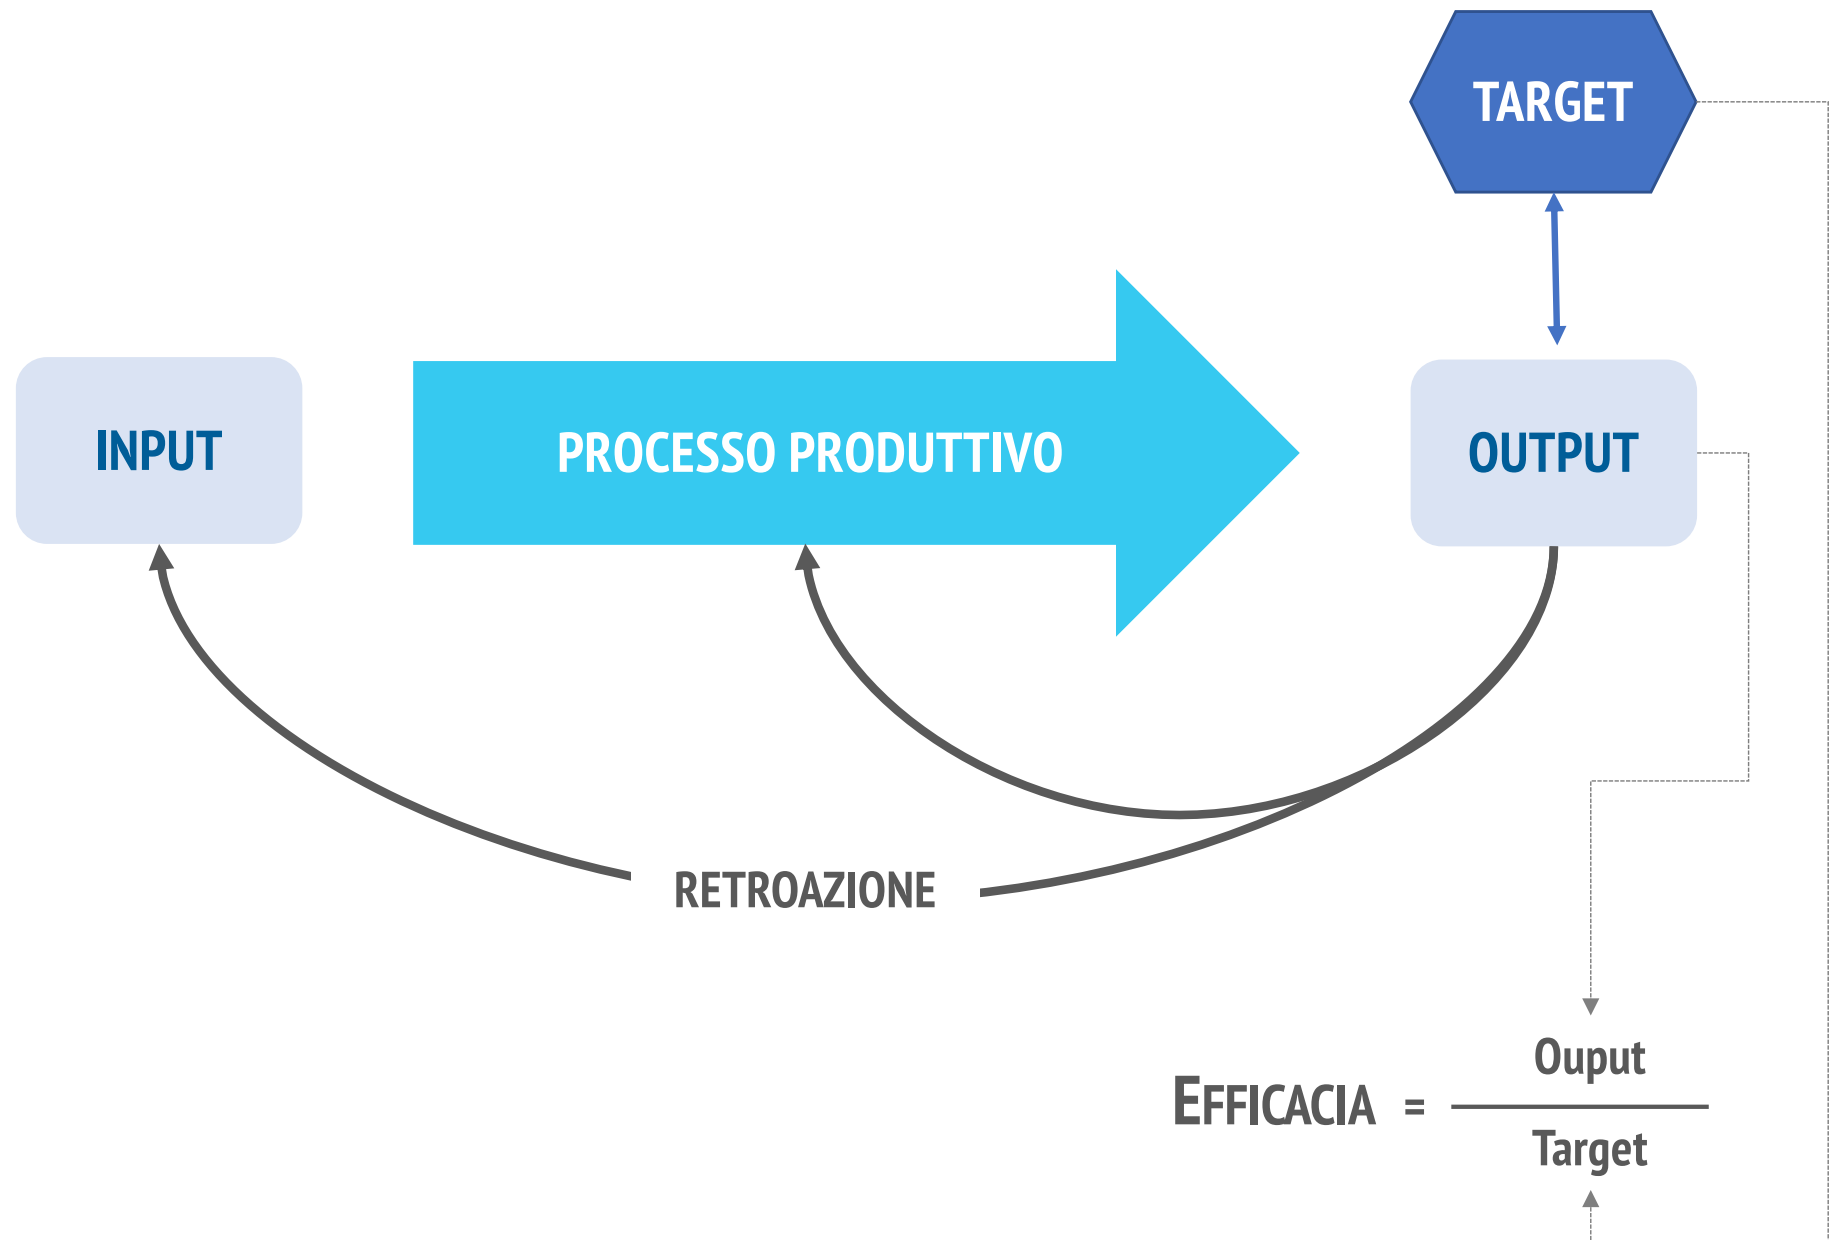 TARGET
INPUT
PROCESSO PRODUTTIVO
OUTPUT
RETROAZIONE
Ouput
EFFICACIA =
Target